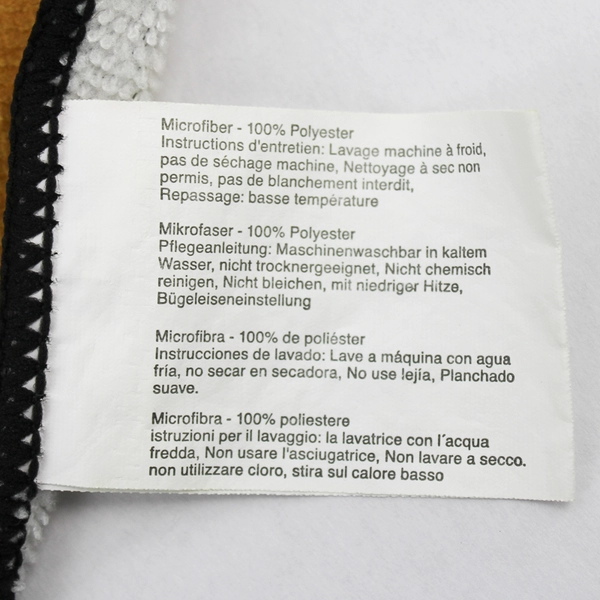 Microfiber - 100% Polyester
Instructions d'entretien: Lavage machine à froid,
pas de séchage machine, Nettoyage à sec non
permis, pas de blanchement interdit,
Repassage: basse température
Mikrofaser - 100% Polyester
Pflegeanleitung: Maschinenwaschbar in kaltem
Wasser, nicht trocknergeeignet, Nicht chemisch
reinigen, Nicht bleichen, mit niedriger Hitze,
Bügeleiseneinstellung
Microfibra - 100% de poliéster
Instrucciones de lavado: Lave a máquina con agua
fría, no secar en secadora, No use lejía, Planchado
suave.
Microfibra - 100% poliestere
istruzioni per il lavaggio: la lavatrice con l´acqua
fredda, Non usare l'asciugatrice, Non lavare a secco.
non utilizzare cloro, stira sul calore basso